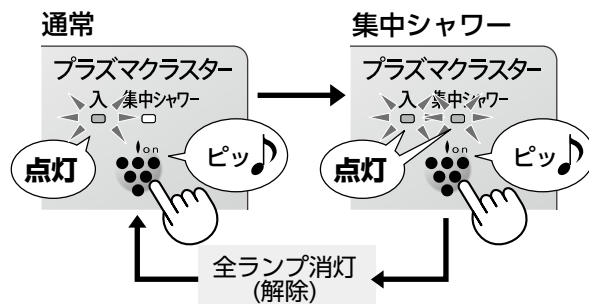 通常
プラズマクラスター
入 集中シャワー
点灯
on
ピッ
集中シャワー
プラズマクラスター
入 集中シャワー
点灯
on
ピッ
全ランプ消灯
(解除)